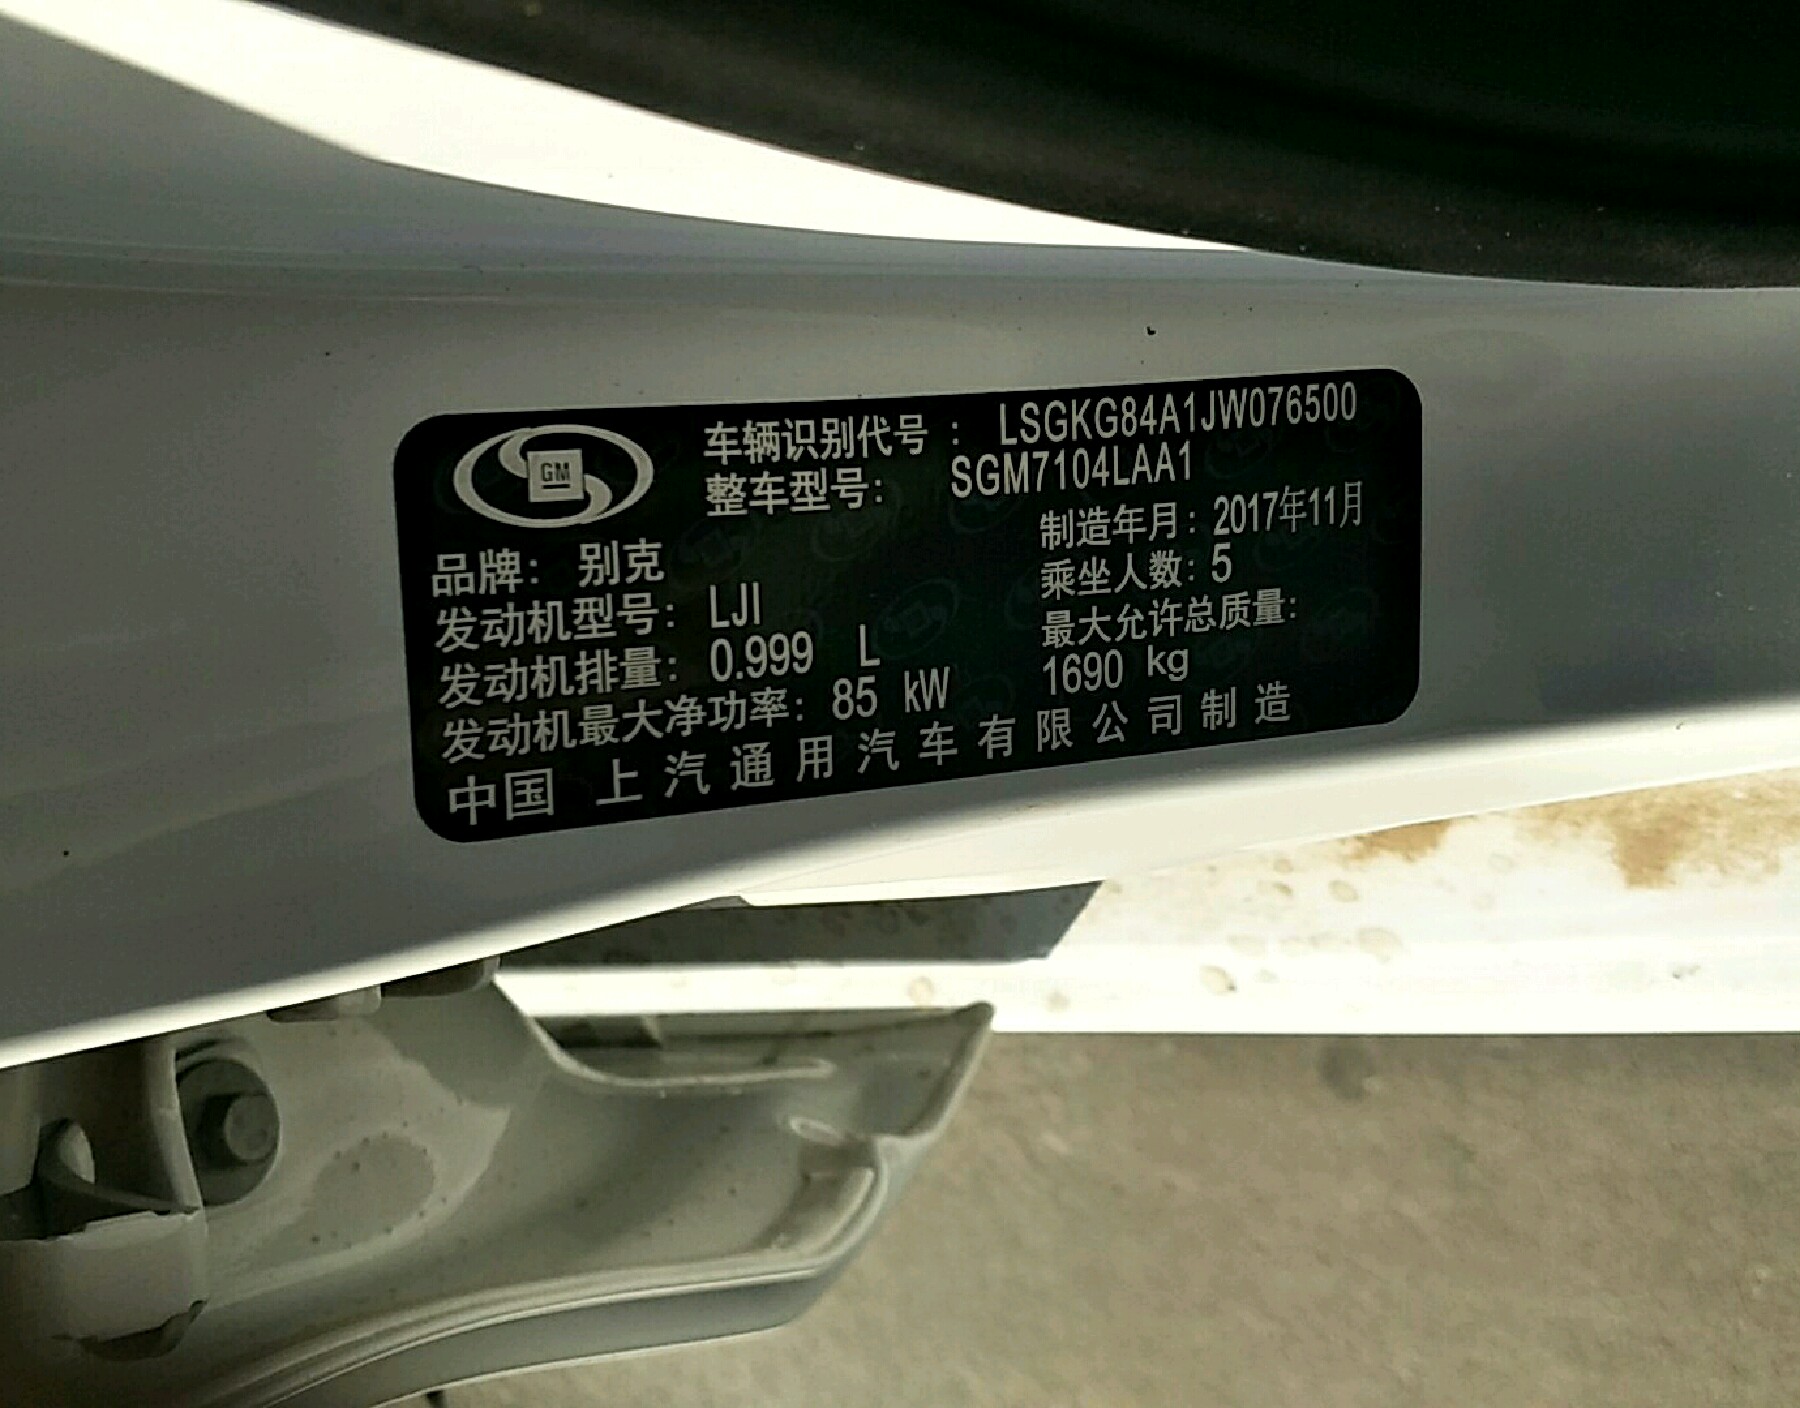 车辆识别代号： LSGKG84A1JW076500
整车型号： SGM7104LAA1
GM
制造年月：2017年11月
品牌： 别克
乘坐人数：5
发动机型号： LJI
最大允许总质量：
发动机排量： 0.999 L
1690 kg
发动机最大净功率： 85 kW
中国 上汽通用汽车有限公司制造